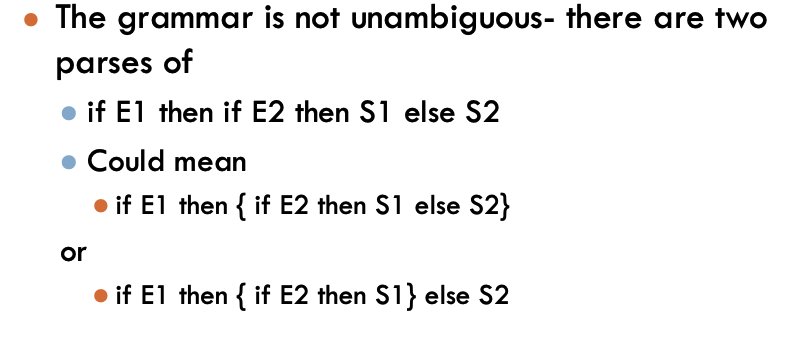 The grammar is not unambiguous- there are two
parses of
if E1 then if E2 then S1 else S2
Could mean
if E1 then { if E2 then S1 else S2}
or
if E1 then { if E2 then S1} else S2